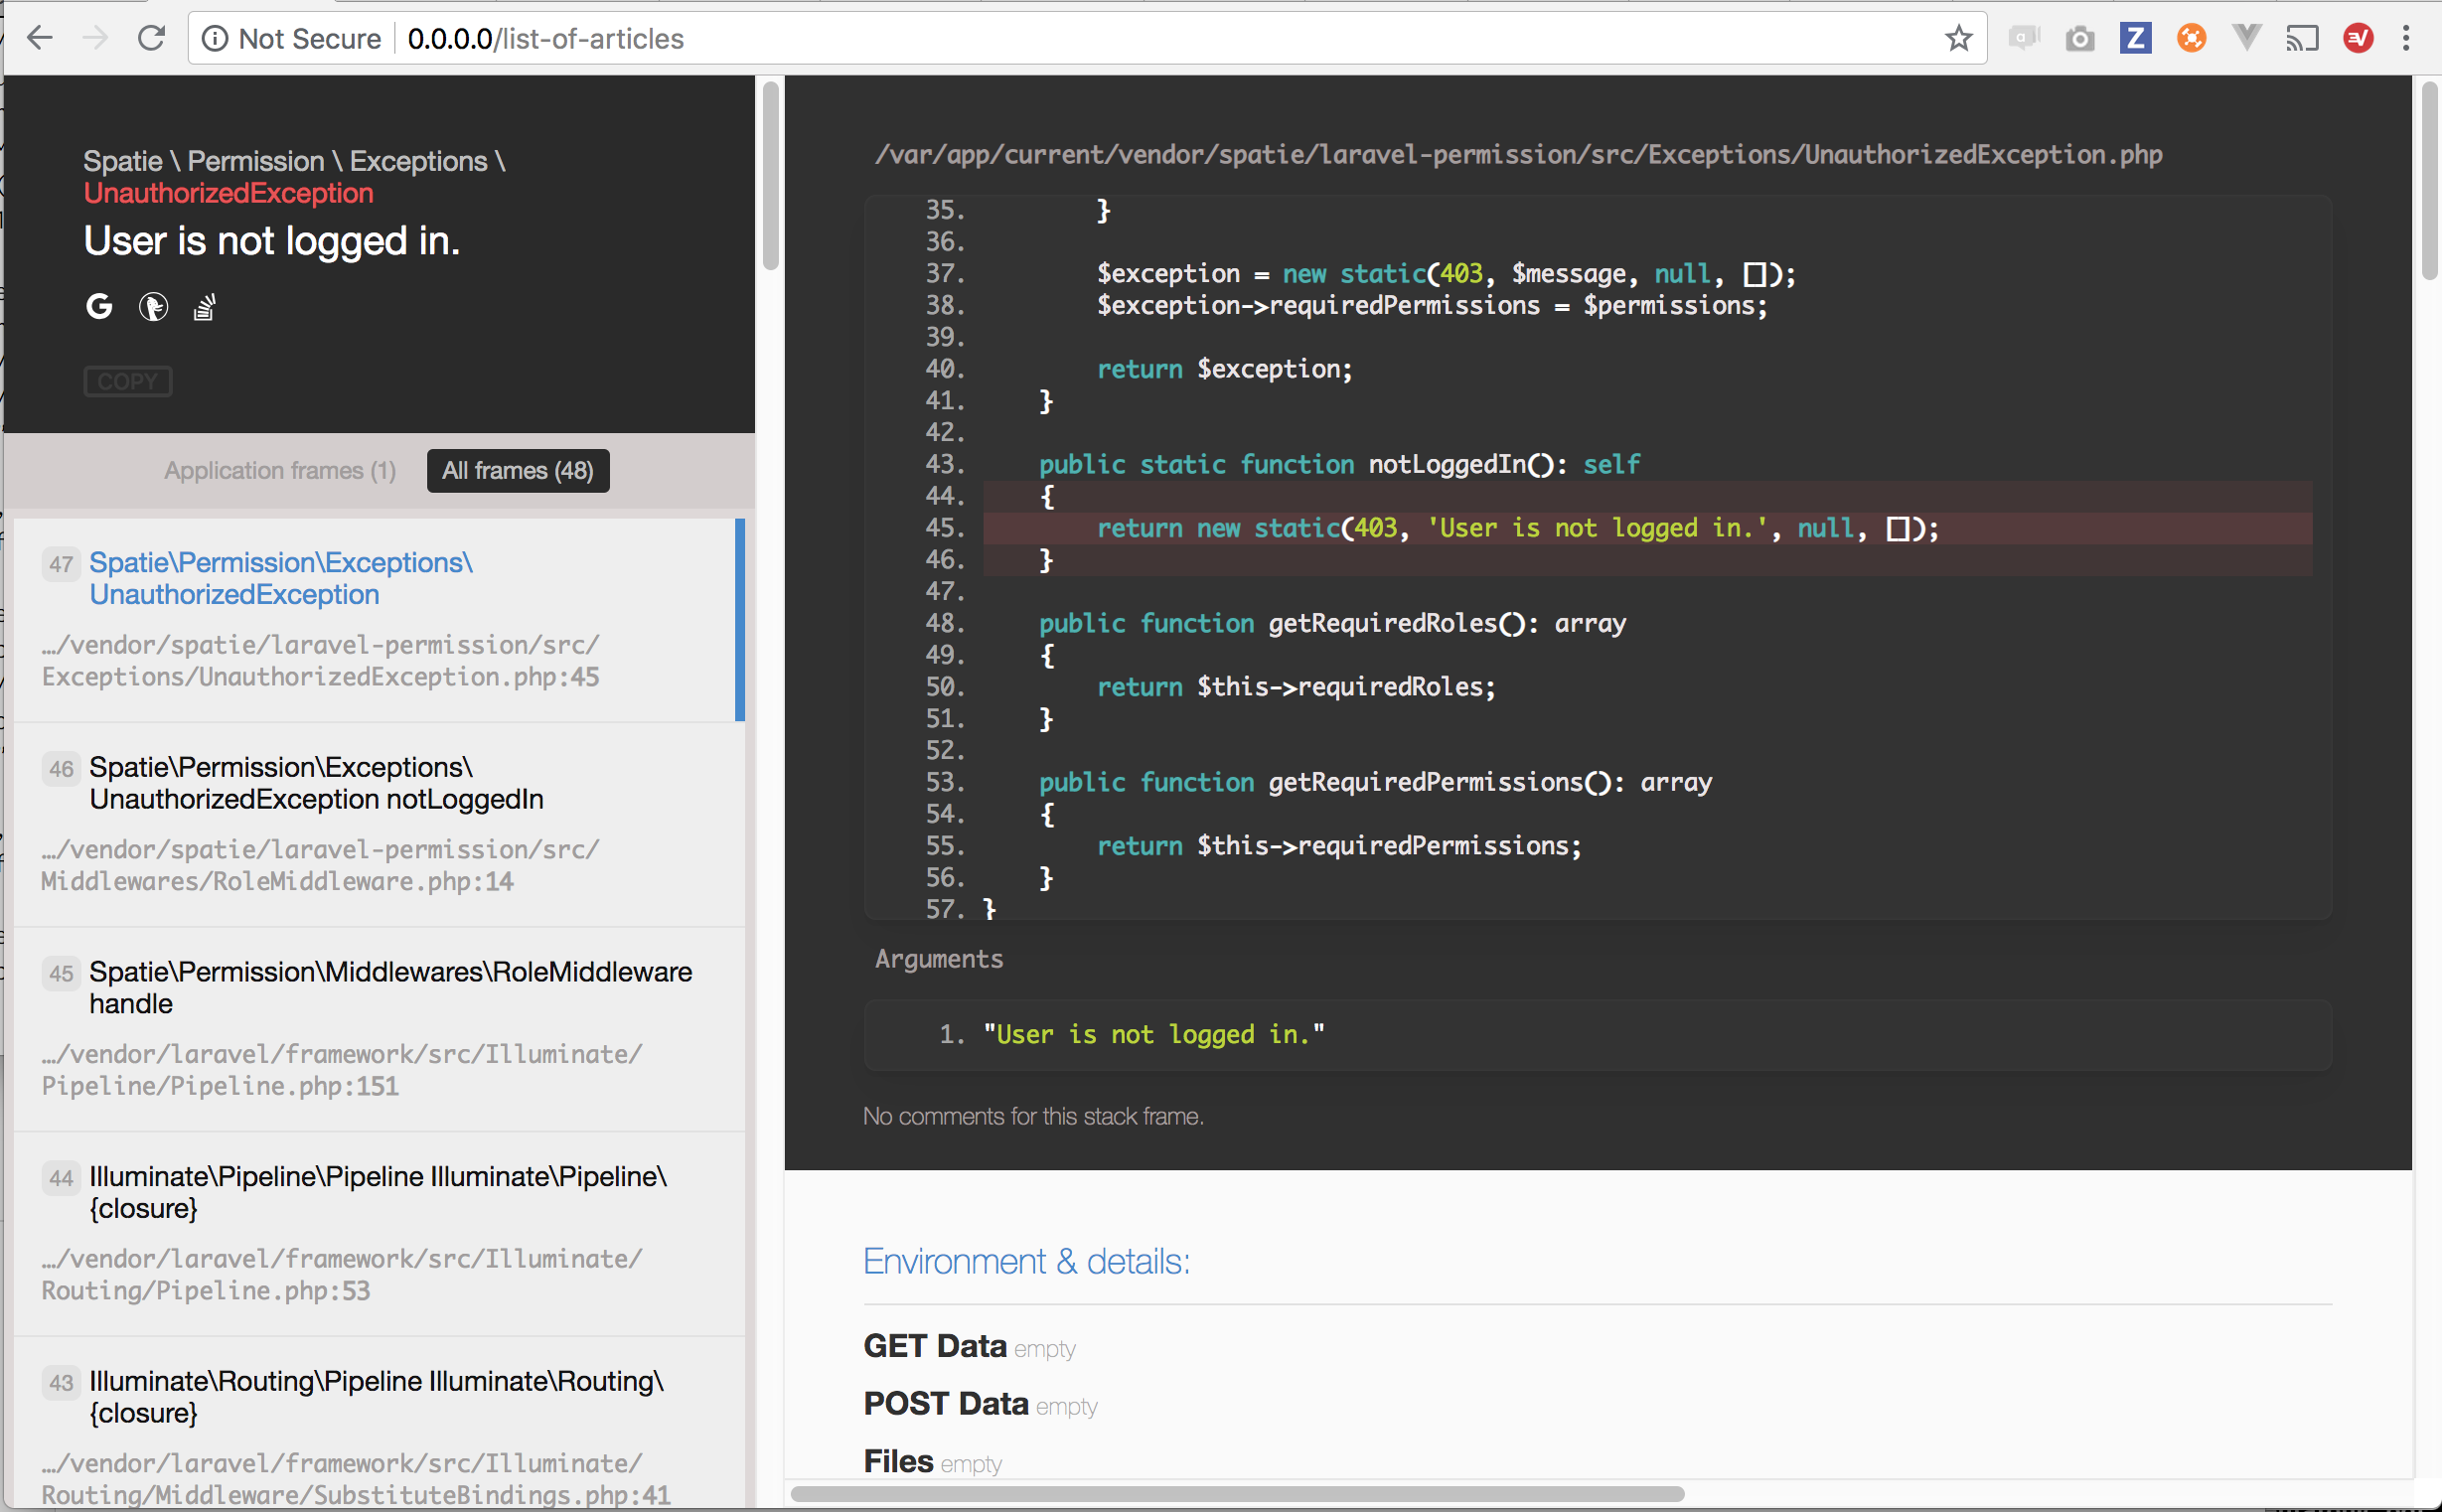 Not Secure 0.0.0.0/list-of-articles
Spatie \ Permission \ Exceptions \
UnauthorizedException
User is not logged in.
COPY
Application frames (1) All frames (48)
47 Spatie\Permission\Exceptions\
UnauthorizedException
…/vendor/spatie/laravel-permission/src/
Exceptions/UnauthorizedException.php:45
46 Spatie\Permission\Exceptions\
UnauthorizedException notLoggedIn
…/vendor/spatie/laravel-permission/src/
Middlewares/RoleMiddleware.php:14
45 Spatie\Permission\Middlewares\RoleMiddleware
handle
…/vendor/laravel/framework/src/Illuminate/
Pipeline/Pipeline.php:151
44 Illuminate\Pipeline\Pipeline Illuminate\Pipeline\
{closure}
…/vendor/laravel/framework/src/Illuminate/
Routing/Pipeline.php:53
43 Illuminate\Routing\Pipeline Illuminate\Routing\
{closure}
…/vendor/laravel/framework/src/Illuminate/
Routing/Middleware/SubstituteBindings.php:41
/var/app/current/vendor/spatie/laravel-permission/src/Exceptions/UnauthorizedException.php
35. }
36.
37. $exception = new static(403, $message, null, []);
38. $exception->requiredPermissions = $permissions;
39.
40. return $exception;
41. }
42.
43. public static function notLoggedIn(): self
44. {
45. return new static(403, 'User is not logged in.', null, []);
46. }
47.
48. public function getRequiredRoles(): array
49. {
50. return $this->requiredRoles;
51. }
52.
53. public function getRequiredPermissions(): array
54. {
55. return $this->requiredPermissions;
56. }
57. }
Arguments
1. "User is not logged in."
No comments for this stack frame.
Environment & details:
GET Data empty
POST Data empty
Files empty